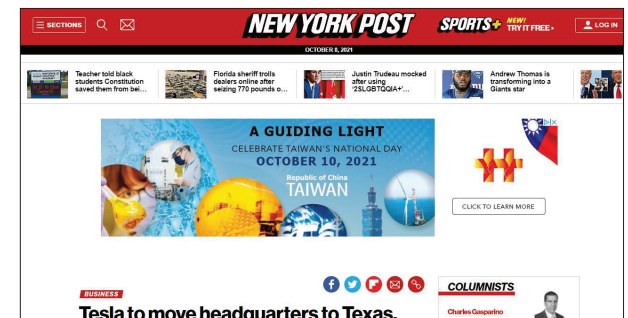 SECTIONS
NEW YORK POST
SPORTS+ NEW! TRY IT FREE
LOG IN
OCTOBER 8, 2021
Teacher told black
students Constitution
saved them from bei...
Florida sheriff trolls
dealers online after
seizing 770 pounds o...
Justin Trudeau mocked
after using
'2SLGBTQQIA+'...
Andrew Thomas is
transforming into a
Giants star
A GUIDING LIGHT
CELEBRATE TAIWAN'S NATIONAL DAY
OCTOBER 10, 2021
Republic of China
TAIWAN
CLICK TO LEARN MORE
BUSINESS
Tesla to move headquarters to Texas,
COLUMNISTS
Charles Gasparino